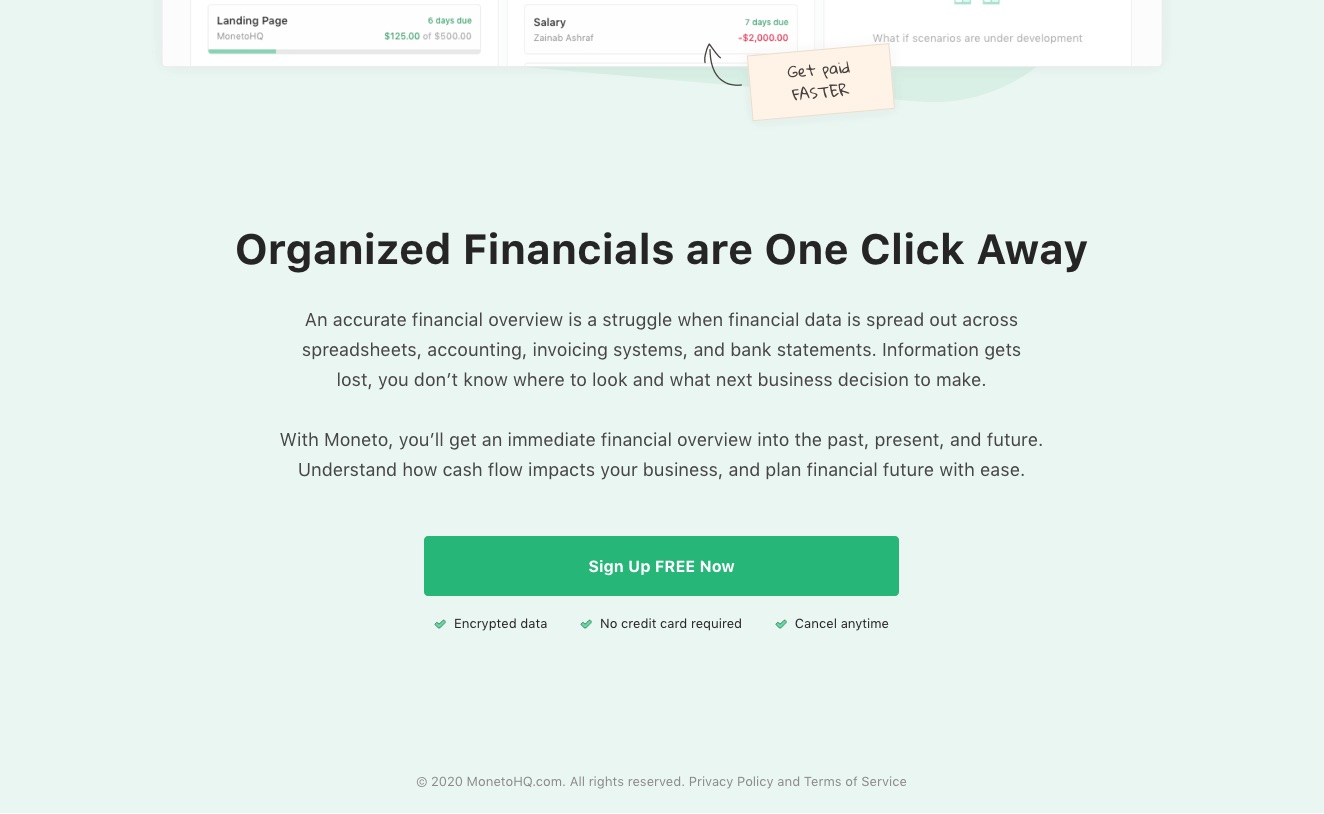 Landing Page
6 days due
MonetoHQ
$125.00 of $500.00
Salary
7 days due
Zainab Ashraf
-$2,000.00
What if scenarios are under development
Get paid
FASTER
Organized Financials are One Click Away
An accurate financial overview is a struggle when financial data is spread out across
spreadsheets, accounting, invoicing systems, and bank statements. Information gets
lost, you don’t know where to look and what next business decision to make.
With Moneto, you’ll get an immediate financial overview into the past, present, and future.
Understand how cash flow impacts your business, and plan financial future with ease.
Sign Up FREE Now
Encrypted data
No credit card required
Cancel anytime
© 2020 MonetoHQ.com. All rights reserved. Privacy Policy and Terms of Service